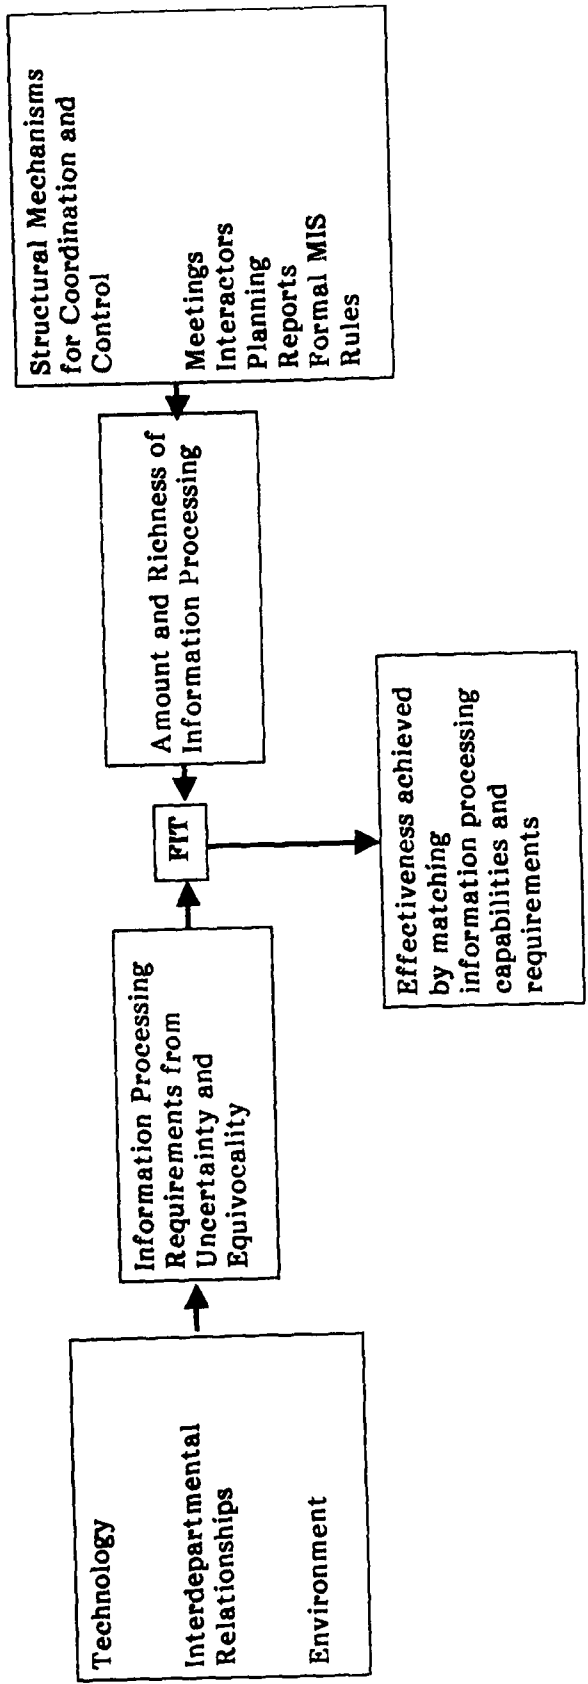 Technology
Interdepartmental
Relationships
Environment
Information Processing
Requirements from
Uncertainty and
Equivocality
FIT
Amount and Richness of
Information Processing
Structural Mechanisms
for Coordination and
Control
Meetings
Interactors
Planning
Reports
Formal MIS
Rules
Effectiveness achieved
by matching
information processing
capabilities and
requirements